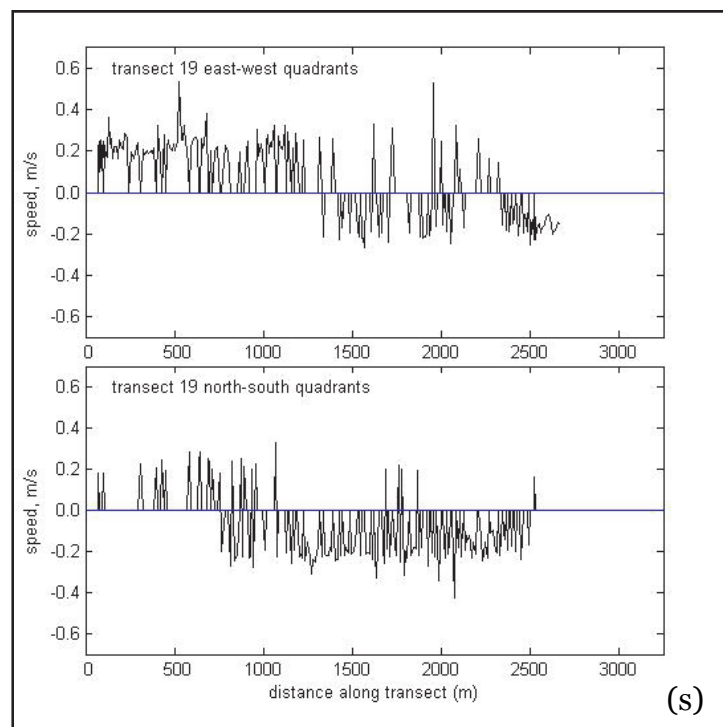 transect 19 east-west quadrants
speed, m/s
0.6
0.4
0.2
0.0
-0.2
-0.4
-0.6
0 500 1000 1500 2000 2500 3000
transect 19 north-south quadrants
speed, m/s
0.6
0.4
0.2
0.0
-0.2
-0.4
-0.6
0 500 1000 1500 2000 2500 3000
distance along transect (m)
(s)